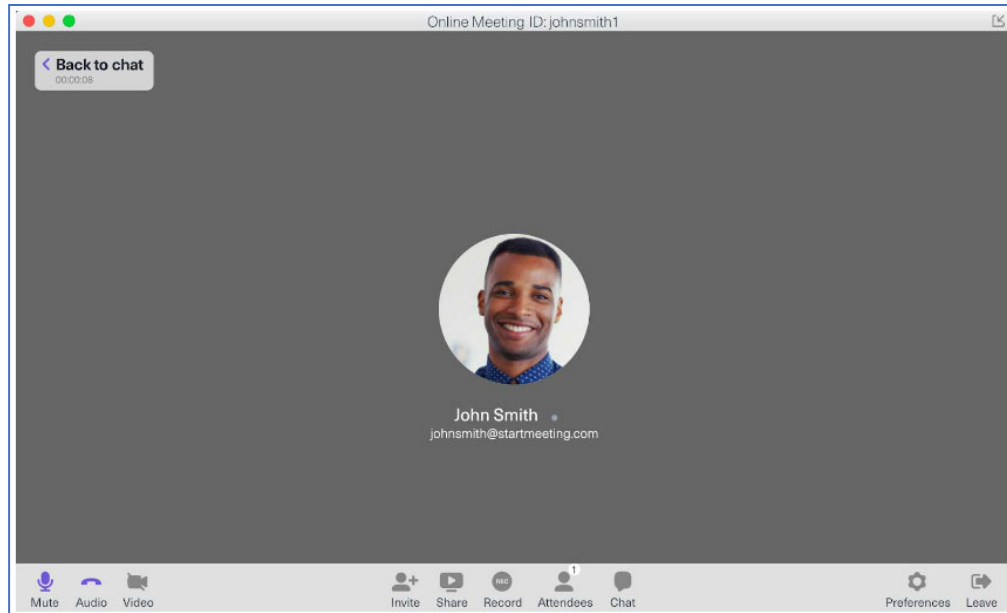 Online Meeting ID: johnsmith1
Back to chat
00:00:08
John Smith
johnsmith@startmeeting.com
REC
1
Mute Audio Video Invite Share Record Attendees Chat Preferences Leave